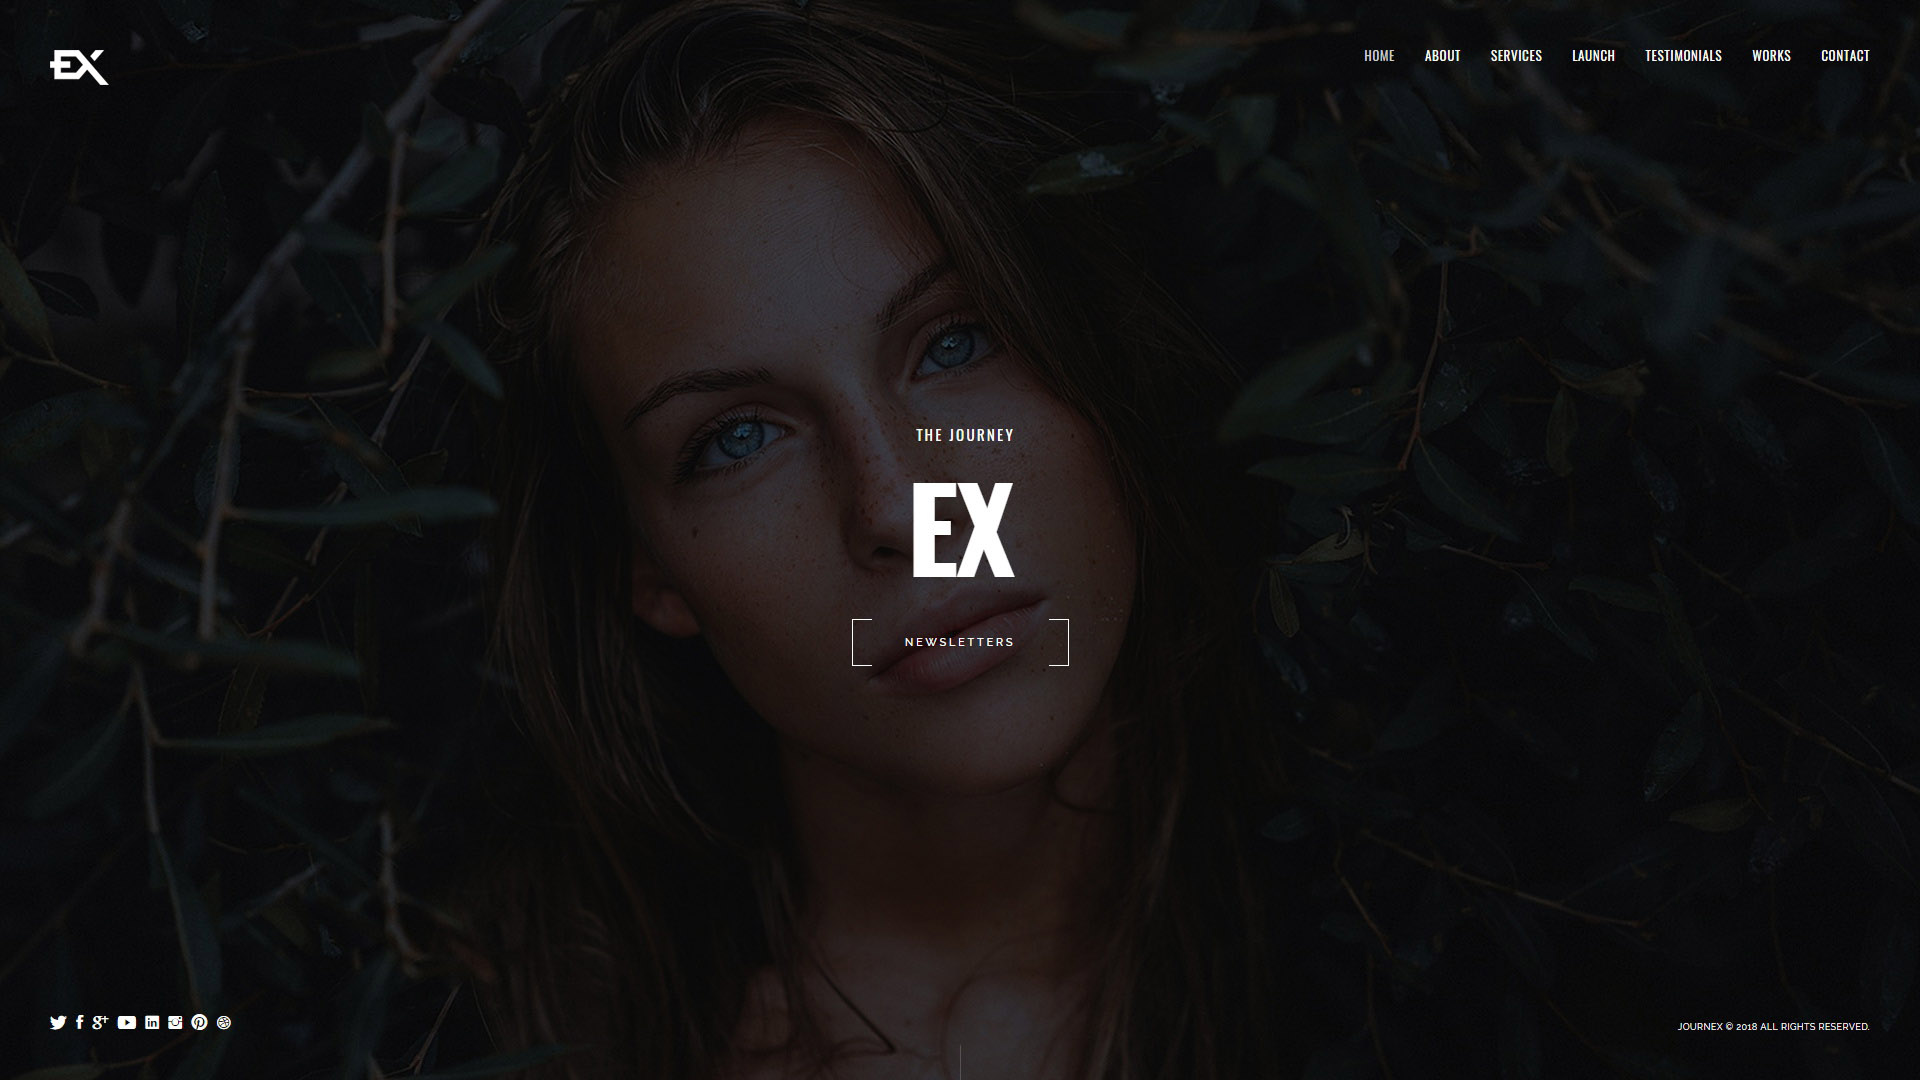 EX
HOME ABOUT SERVICES LAUNCH TESTIMONIALS WORKS CONTACT
THE JOURNEY
EX
NEWSLETTERS
JOURNEX © 2018 ALL RIGHTS RESERVED.